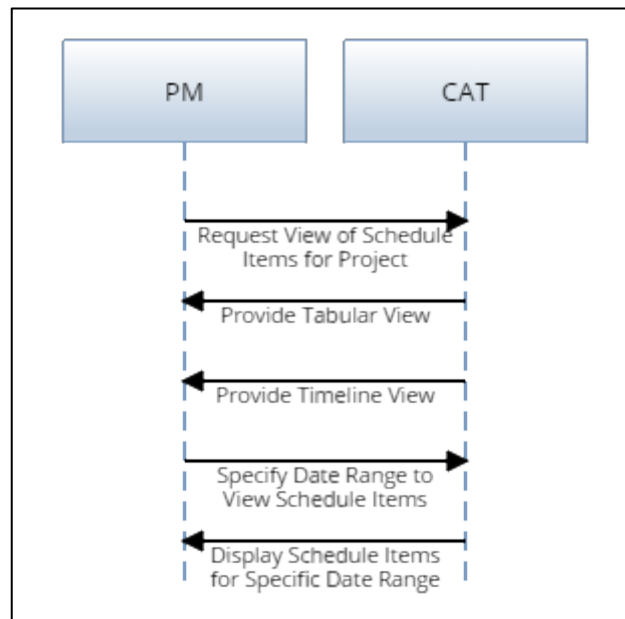 PM
CAT
Request View of Schedule
Items for Project
Provide Tabular View
Provide Timeline View
Specify Date Range to
View Schedule Items
Display Schedule Items
for Specific Date Range